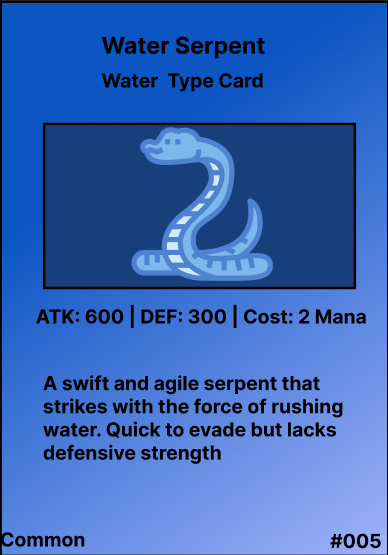 Water Serpent
Water Type Card
ATK: 600 | DEF: 300 | Cost: 2 Mana
A swift and agile serpent that
strikes with the force of rushing
water. Quick to evade but lacks
defensive strength
Common
#005